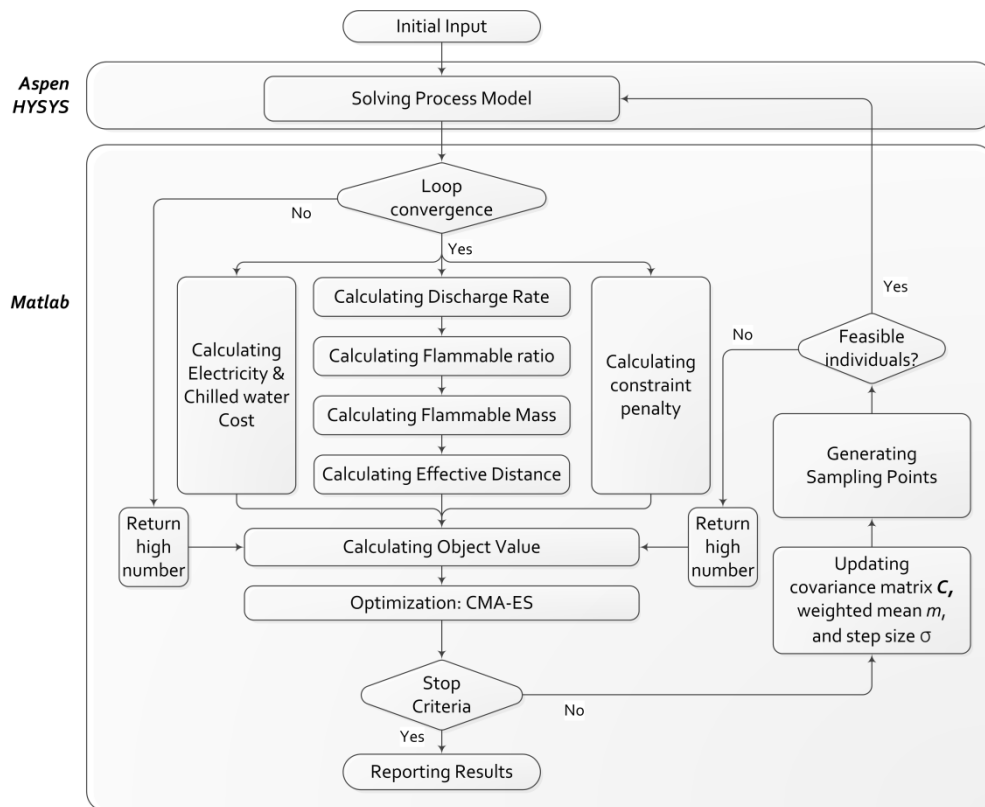 Initial Input
Aspen
HYSYS
Solving Process Model
Matlab
Loop
convergence
No
Yes
Calculating
Electricity &
Chilled water
Cost
Calculating Discharge Rate
Calculating Flammable ratio
Calculating Flammable Mass
Calculating Effective Distance
Calculating
constraint
penalty
Return
high
number
Calculating Object Value
Return
high
number
No
Feasible
individuals?
Yes
Generating
Sampling Points
Updating
covariance matrix C,
weighted mean m,
and step size σ
Optimization: CMA-ES
Stop
Criteria
No
Yes
Reporting Results